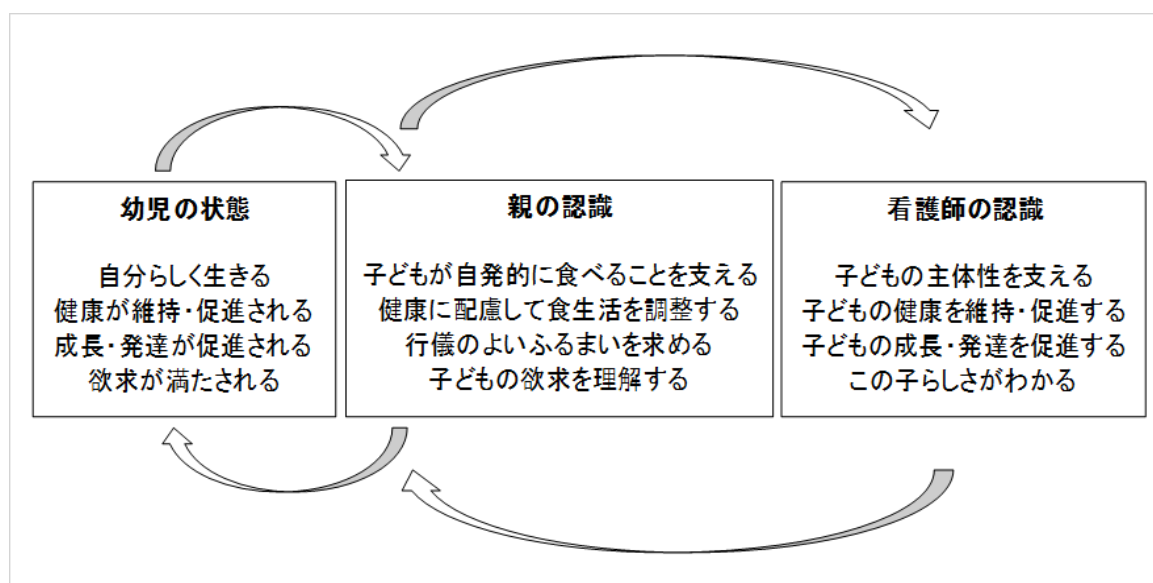 幼児の状態
自分らしく生きる
健康が維持・促進される
成長・発達が促進される
欲求が満たされる
親の認識
子どもが自発的に食べることを支える
健康に配慮して食生活を調整する
行儀のよいふるまいを求める
子どもの欲求を理解する
看護師の認識
子どもの主体性を支える
子どもの健康を維持・促進する
子どもの成長・発達を促進する
この子らしさがわかる